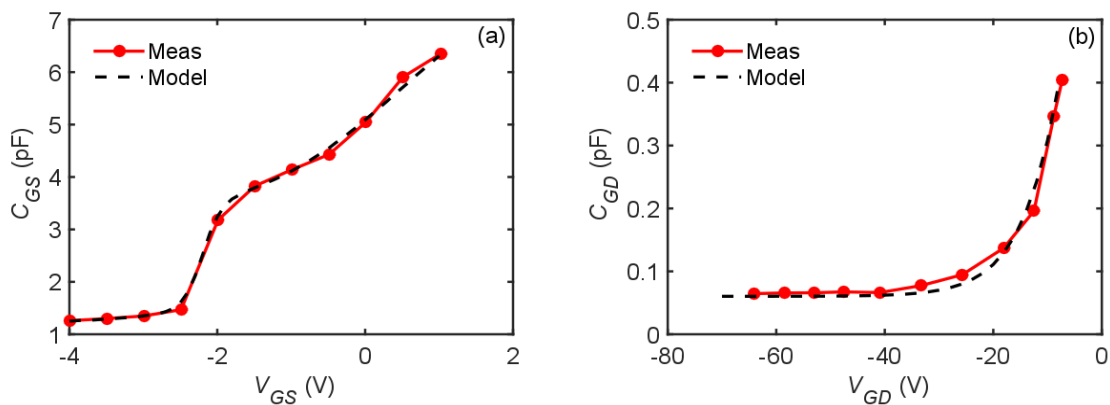 7
6
5
4
3
2
1
-4
-2
0
2
C_GS (pF)
V_GS (V)
Meas
Model
(a)
0.5
0.4
0.3
0.2
0.1
0
-80
-60
-40
-20
0
C_GD (pF)
V_GD (V)
Meas
Model
(b)